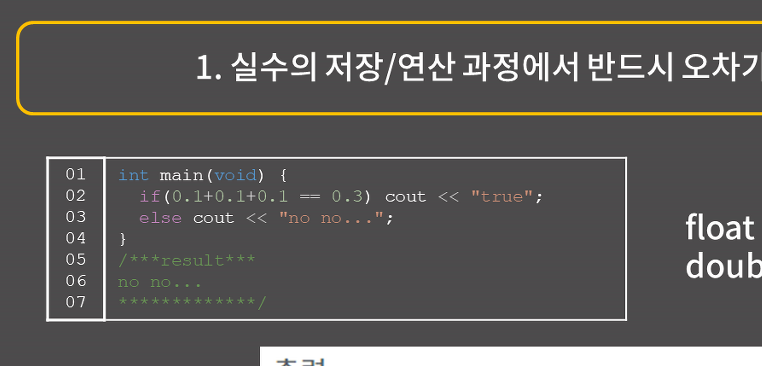 1. 실수의 저장/연산 과정에서 반드시 오차가
01 int main(void) {
02 if(0.1+0.1+0.1 == 0.3) cout << "true";
03 else cout << "no no...";
04 }
05 /***result***
06 no no...
07 *************/
float
doub